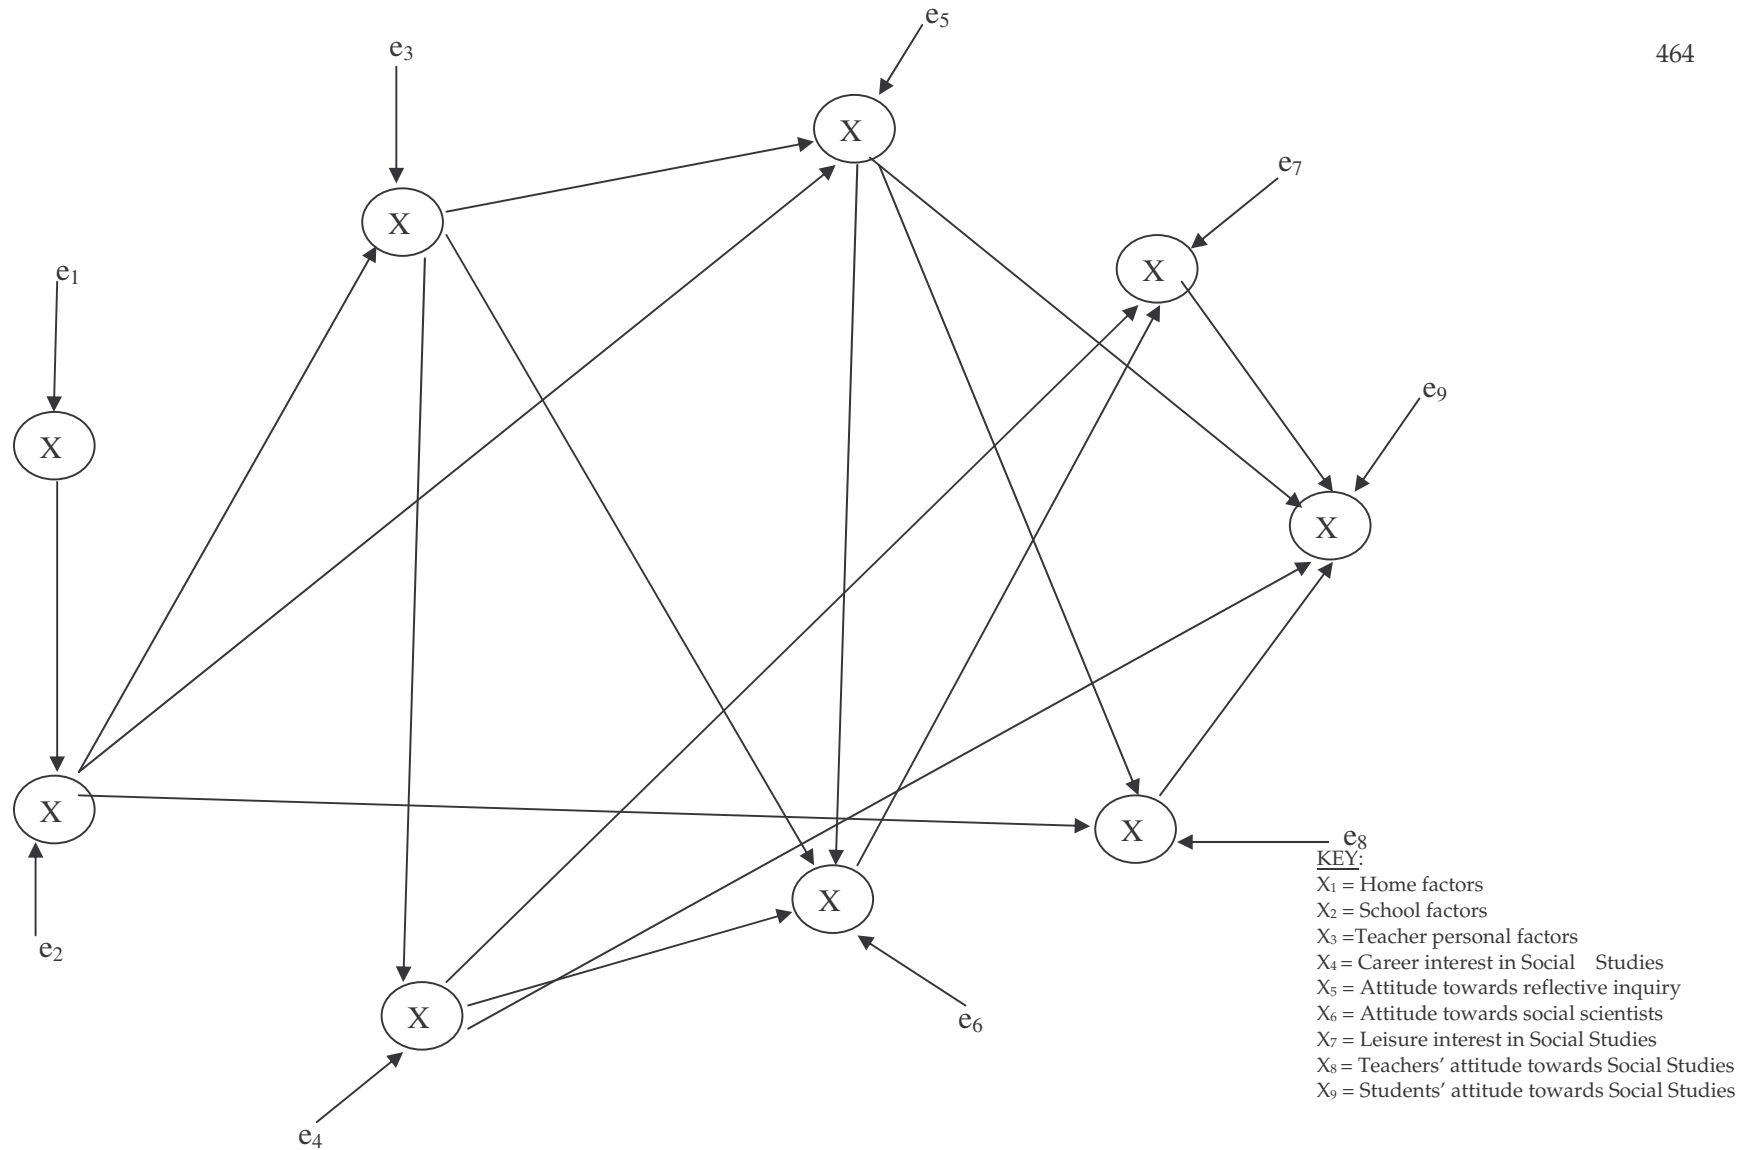 e5
464
e3
X
e7
X
X
e1
e9
X
X
X
X
e8
KEY:
X1 = Home factors
X
X2 = School factors
X3 =Teacher personal factors
e2
X4 = Career interest in Social Studies
X5 = Attitude towards reflective inquiry
X
X6 = Attitude towards social scientists
e6
X7 = Leisure interest in Social Studies
X8 = Teachers’ attitude towards Social Studies
X9 = Students’ attitude towards Social Studies
e4